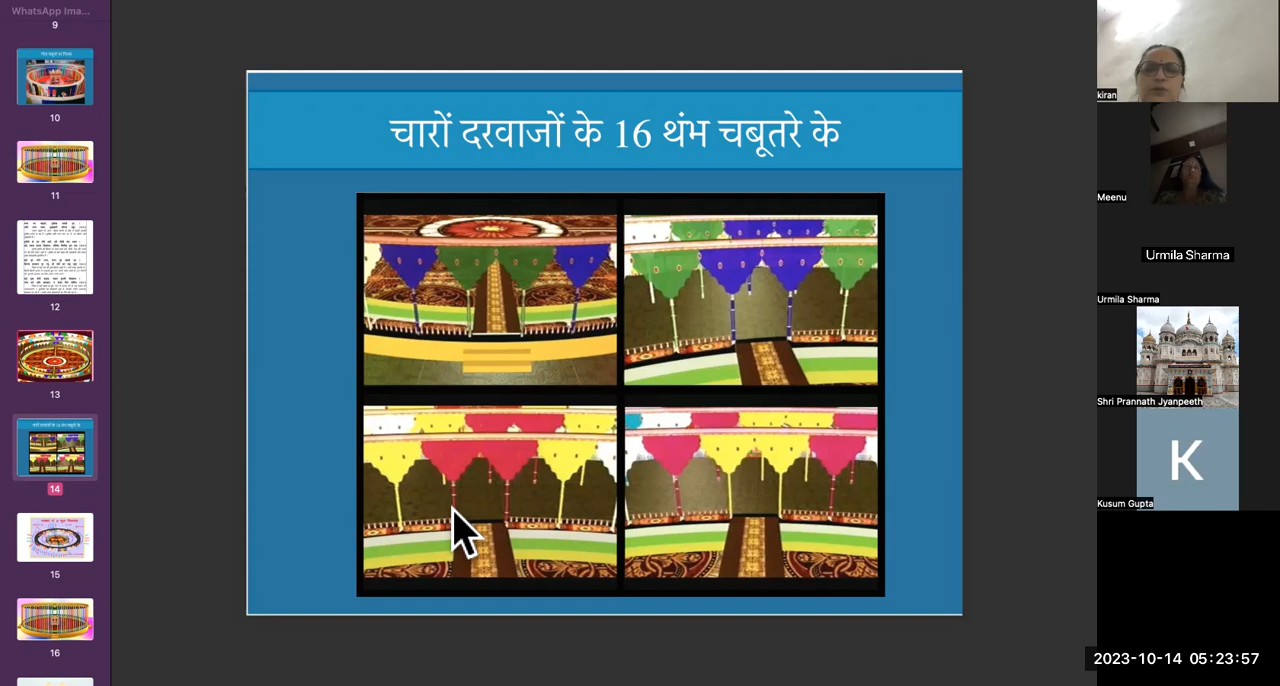 WhatsApp Ima...
9
10
11
12
13
14
15
16
चारों दरवाजों के 16 थंभ चबूतरे के
kiran
Meenu
Urmila Sharma
Urmila Sharma
Shri Prannath Jyanpeeth
K
Kusum Gupta
2023-10-14 05:23:57